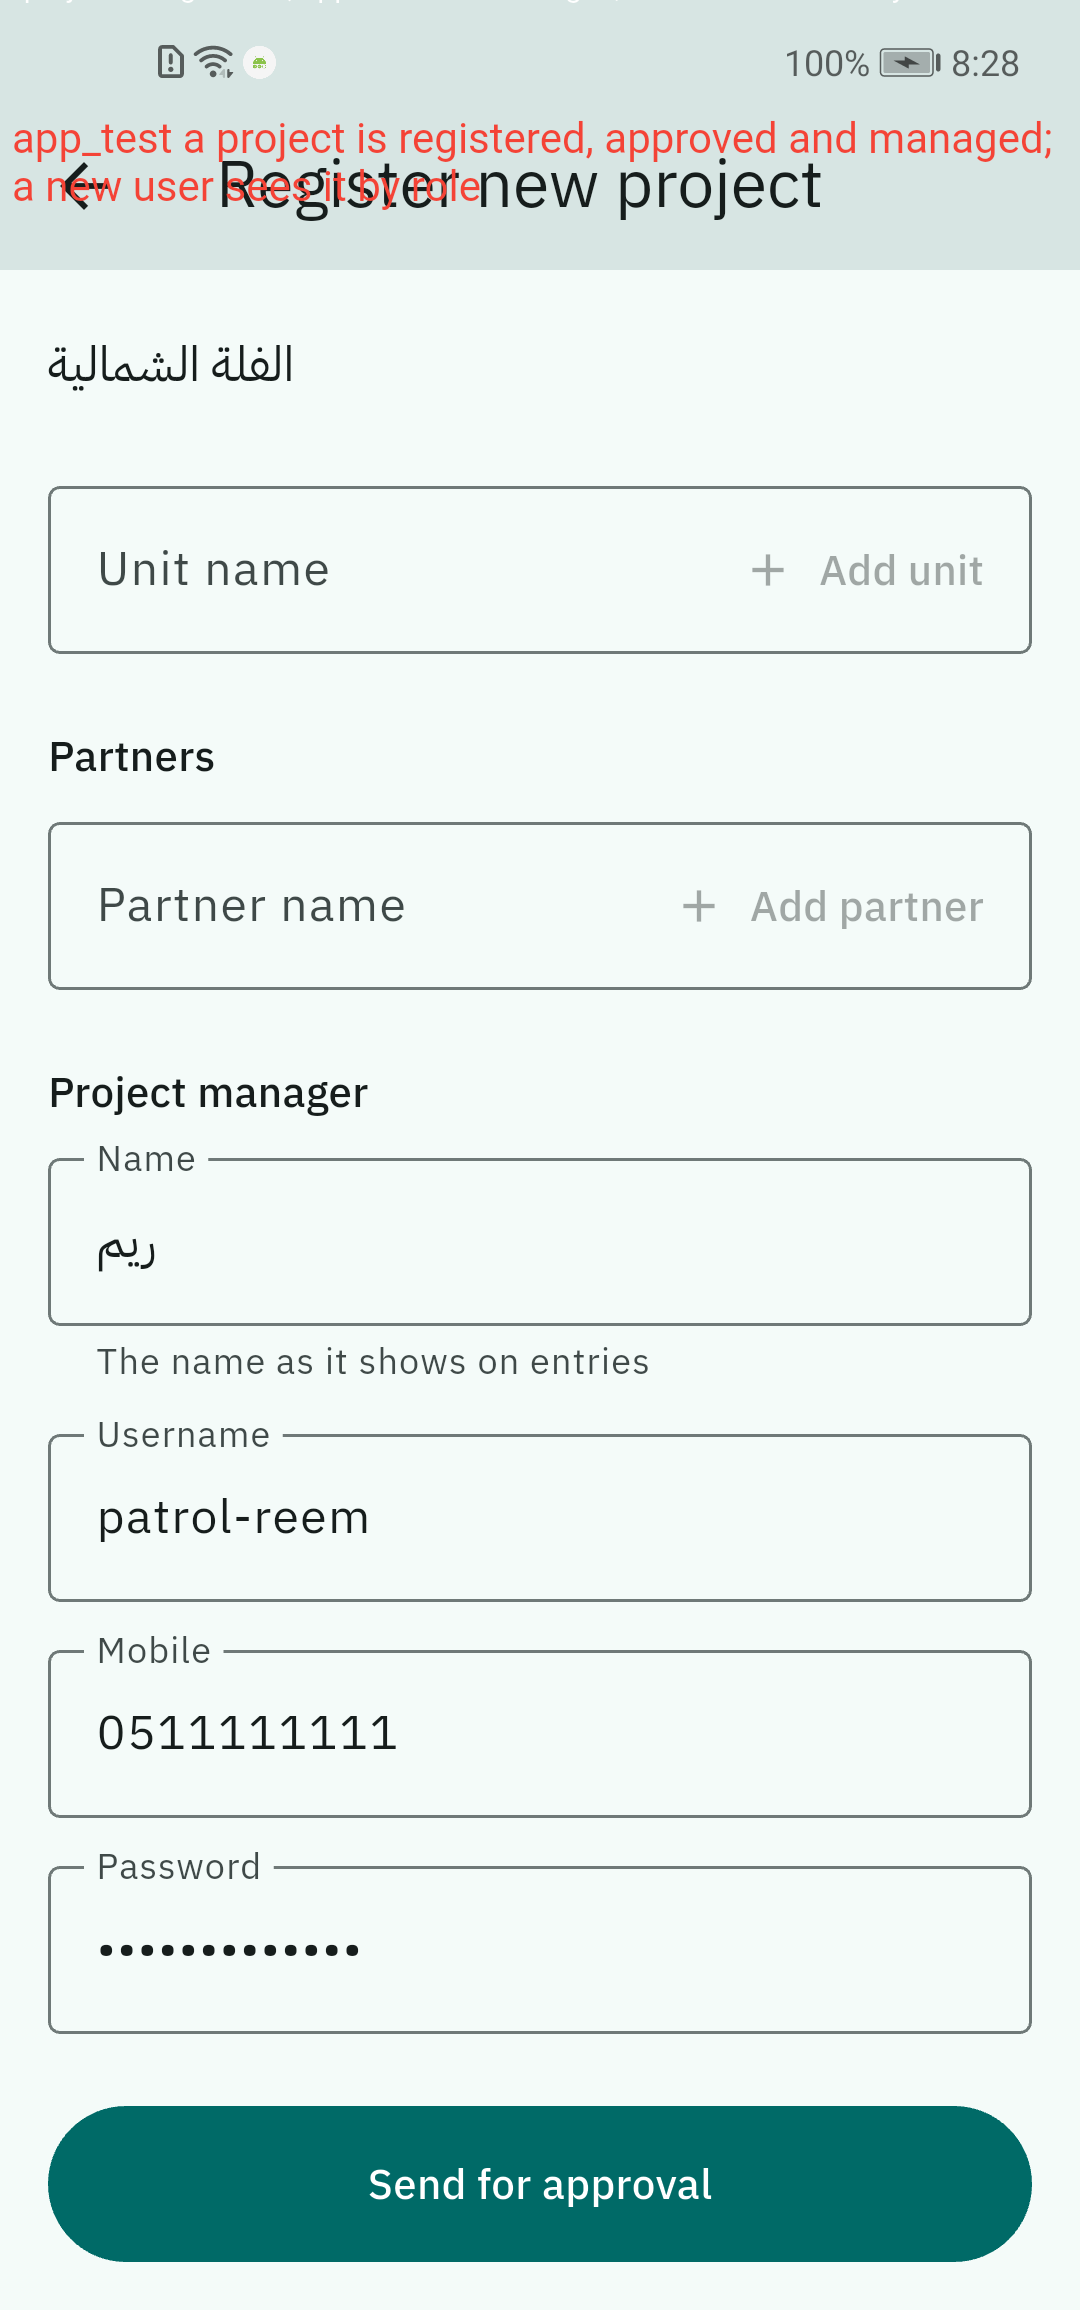 100% 8:28
app_test a project is registered, approved and managed;
a new user sees it by role
Register new project
الفلة الشمالية
Unit name
+ Add unit
Partners
Partner name
+ Add partner
Project manager
Name
ريم
The name as it shows on entries
Username
patrol-reem
Mobile
0511111111
Password
•••••••••••••
Send for approval